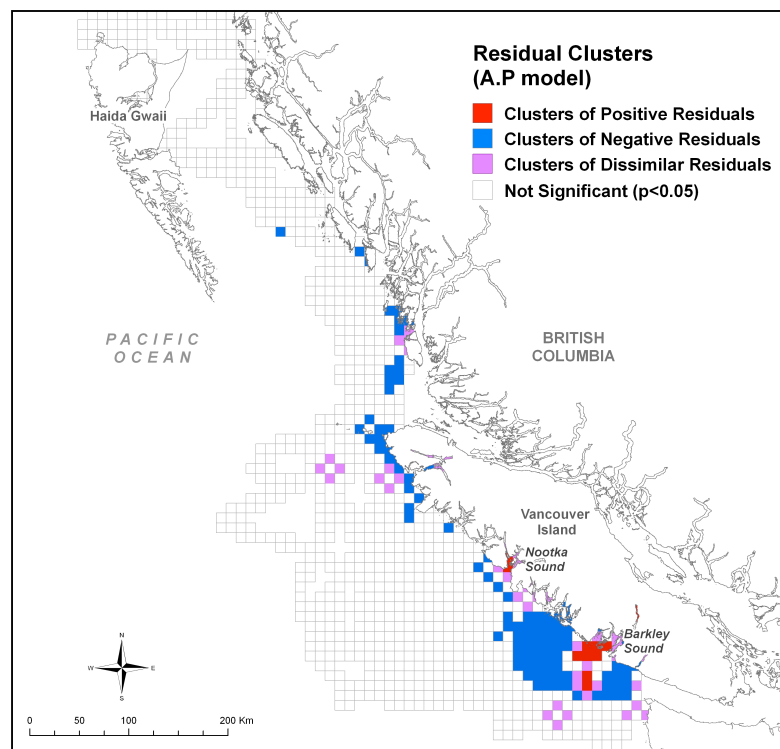 Residual Clusters
(A.P model)
Clusters of Positive Residuals
Clusters of Negative Residuals
Clusters of Dissimilar Residuals
Not Significant (p<0.05)
Haida Gwaii
PACIFIC
OCEAN
BRITISH
COLUMBIA
Vancouver
Island
Nootka
Sound
Barkley
Sound
N
W
E
S
0 50 100 200 Km